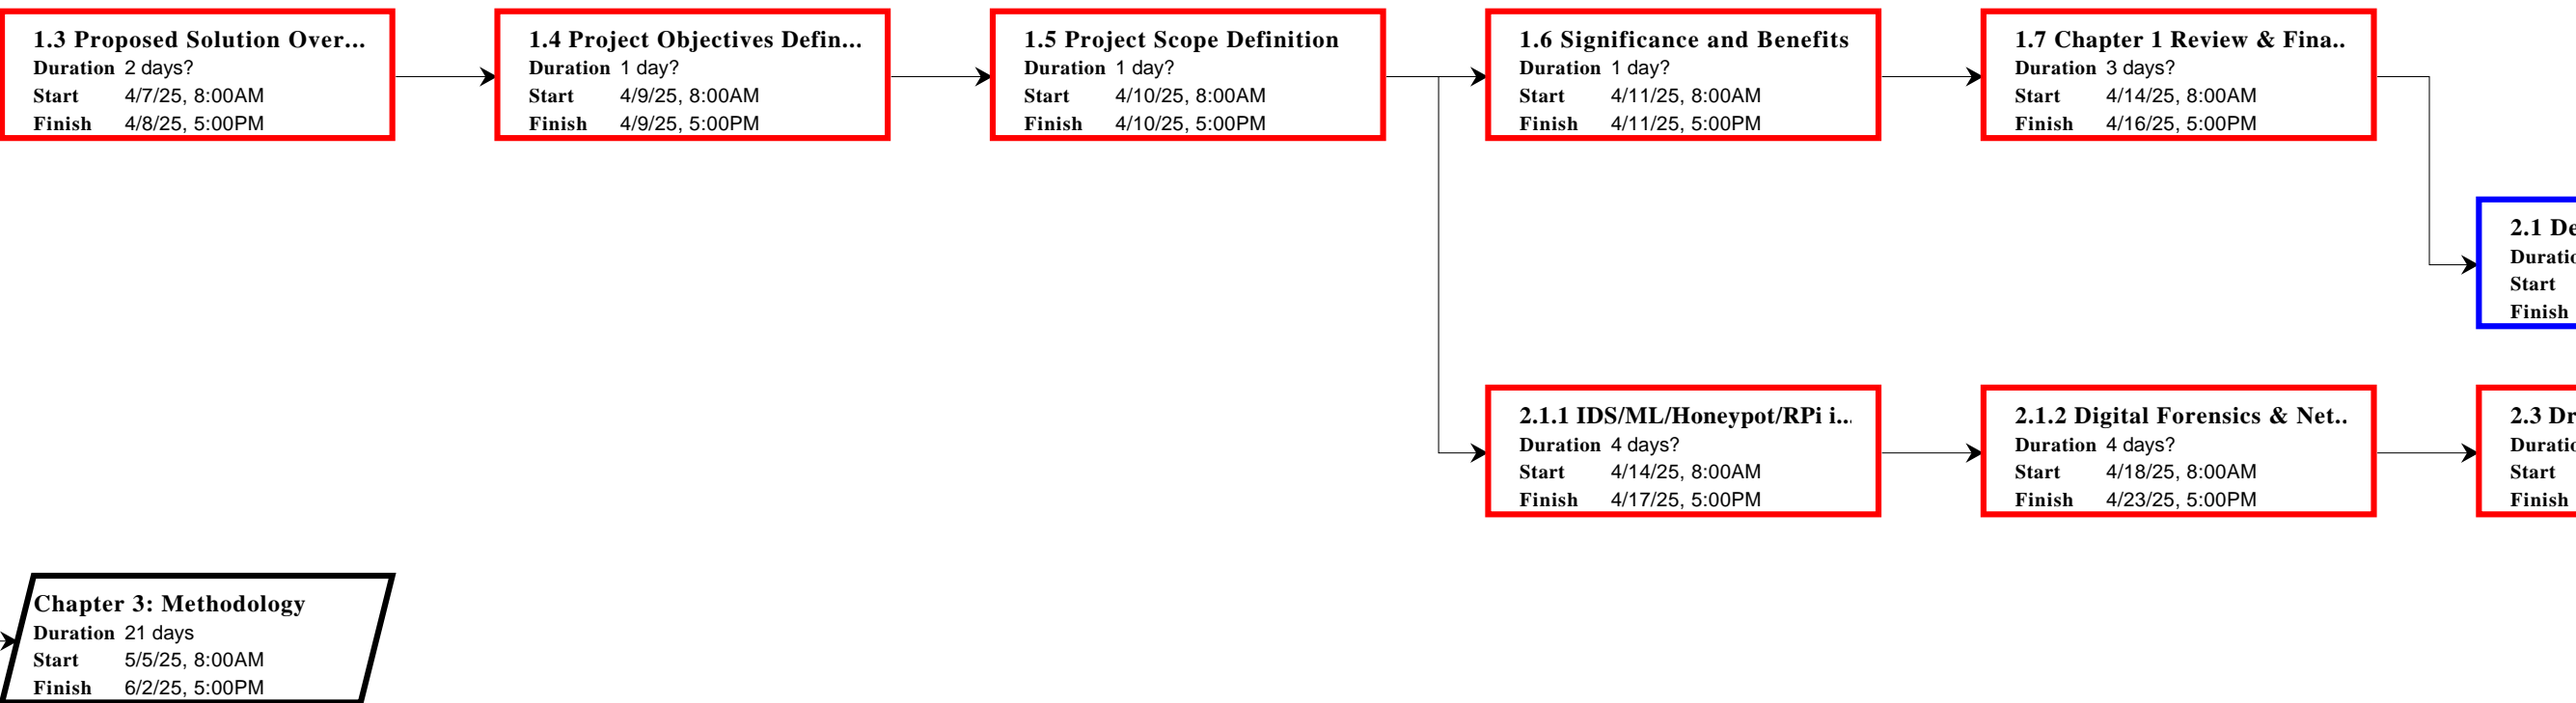 1.3 Proposed Solution Over...
Duration 2 days?
Start 4/7/25, 8:00AM
Finish 4/8/25, 5:00PM
1.4 Project Objectives Defin...
Duration 1 day?
Start 4/9/25, 8:00AM
Finish 4/9/25, 5:00PM
1.5 Project Scope Definition
Duration 1 day?
Start 4/10/25, 8:00AM
Finish 4/10/25, 5:00PM
1.6 Significance and Benefits
Duration 1 day?
Start 4/11/25, 8:00AM
Finish 4/11/25, 5:00PM
1.7 Chapter 1 Review & Fina..
Duration 3 days?
Start 4/14/25, 8:00AM
Finish 4/16/25, 5:00PM
2.1 De
Duratio
Start
Finish
2.1.1 IDS/ML/Honeypot/RPi i...
Duration 4 days?
Start 4/14/25, 8:00AM
Finish 4/17/25, 5:00PM
2.1.2 Digital Forensics & Net..
Duration 4 days?
Start 4/18/25, 8:00AM
Finish 4/23/25, 5:00PM
2.3 Dr
Duratio
Start
Finish
Chapter 3: Methodology
Duration 21 days
Start 5/5/25, 8:00AM
Finish 6/2/25, 5:00PM